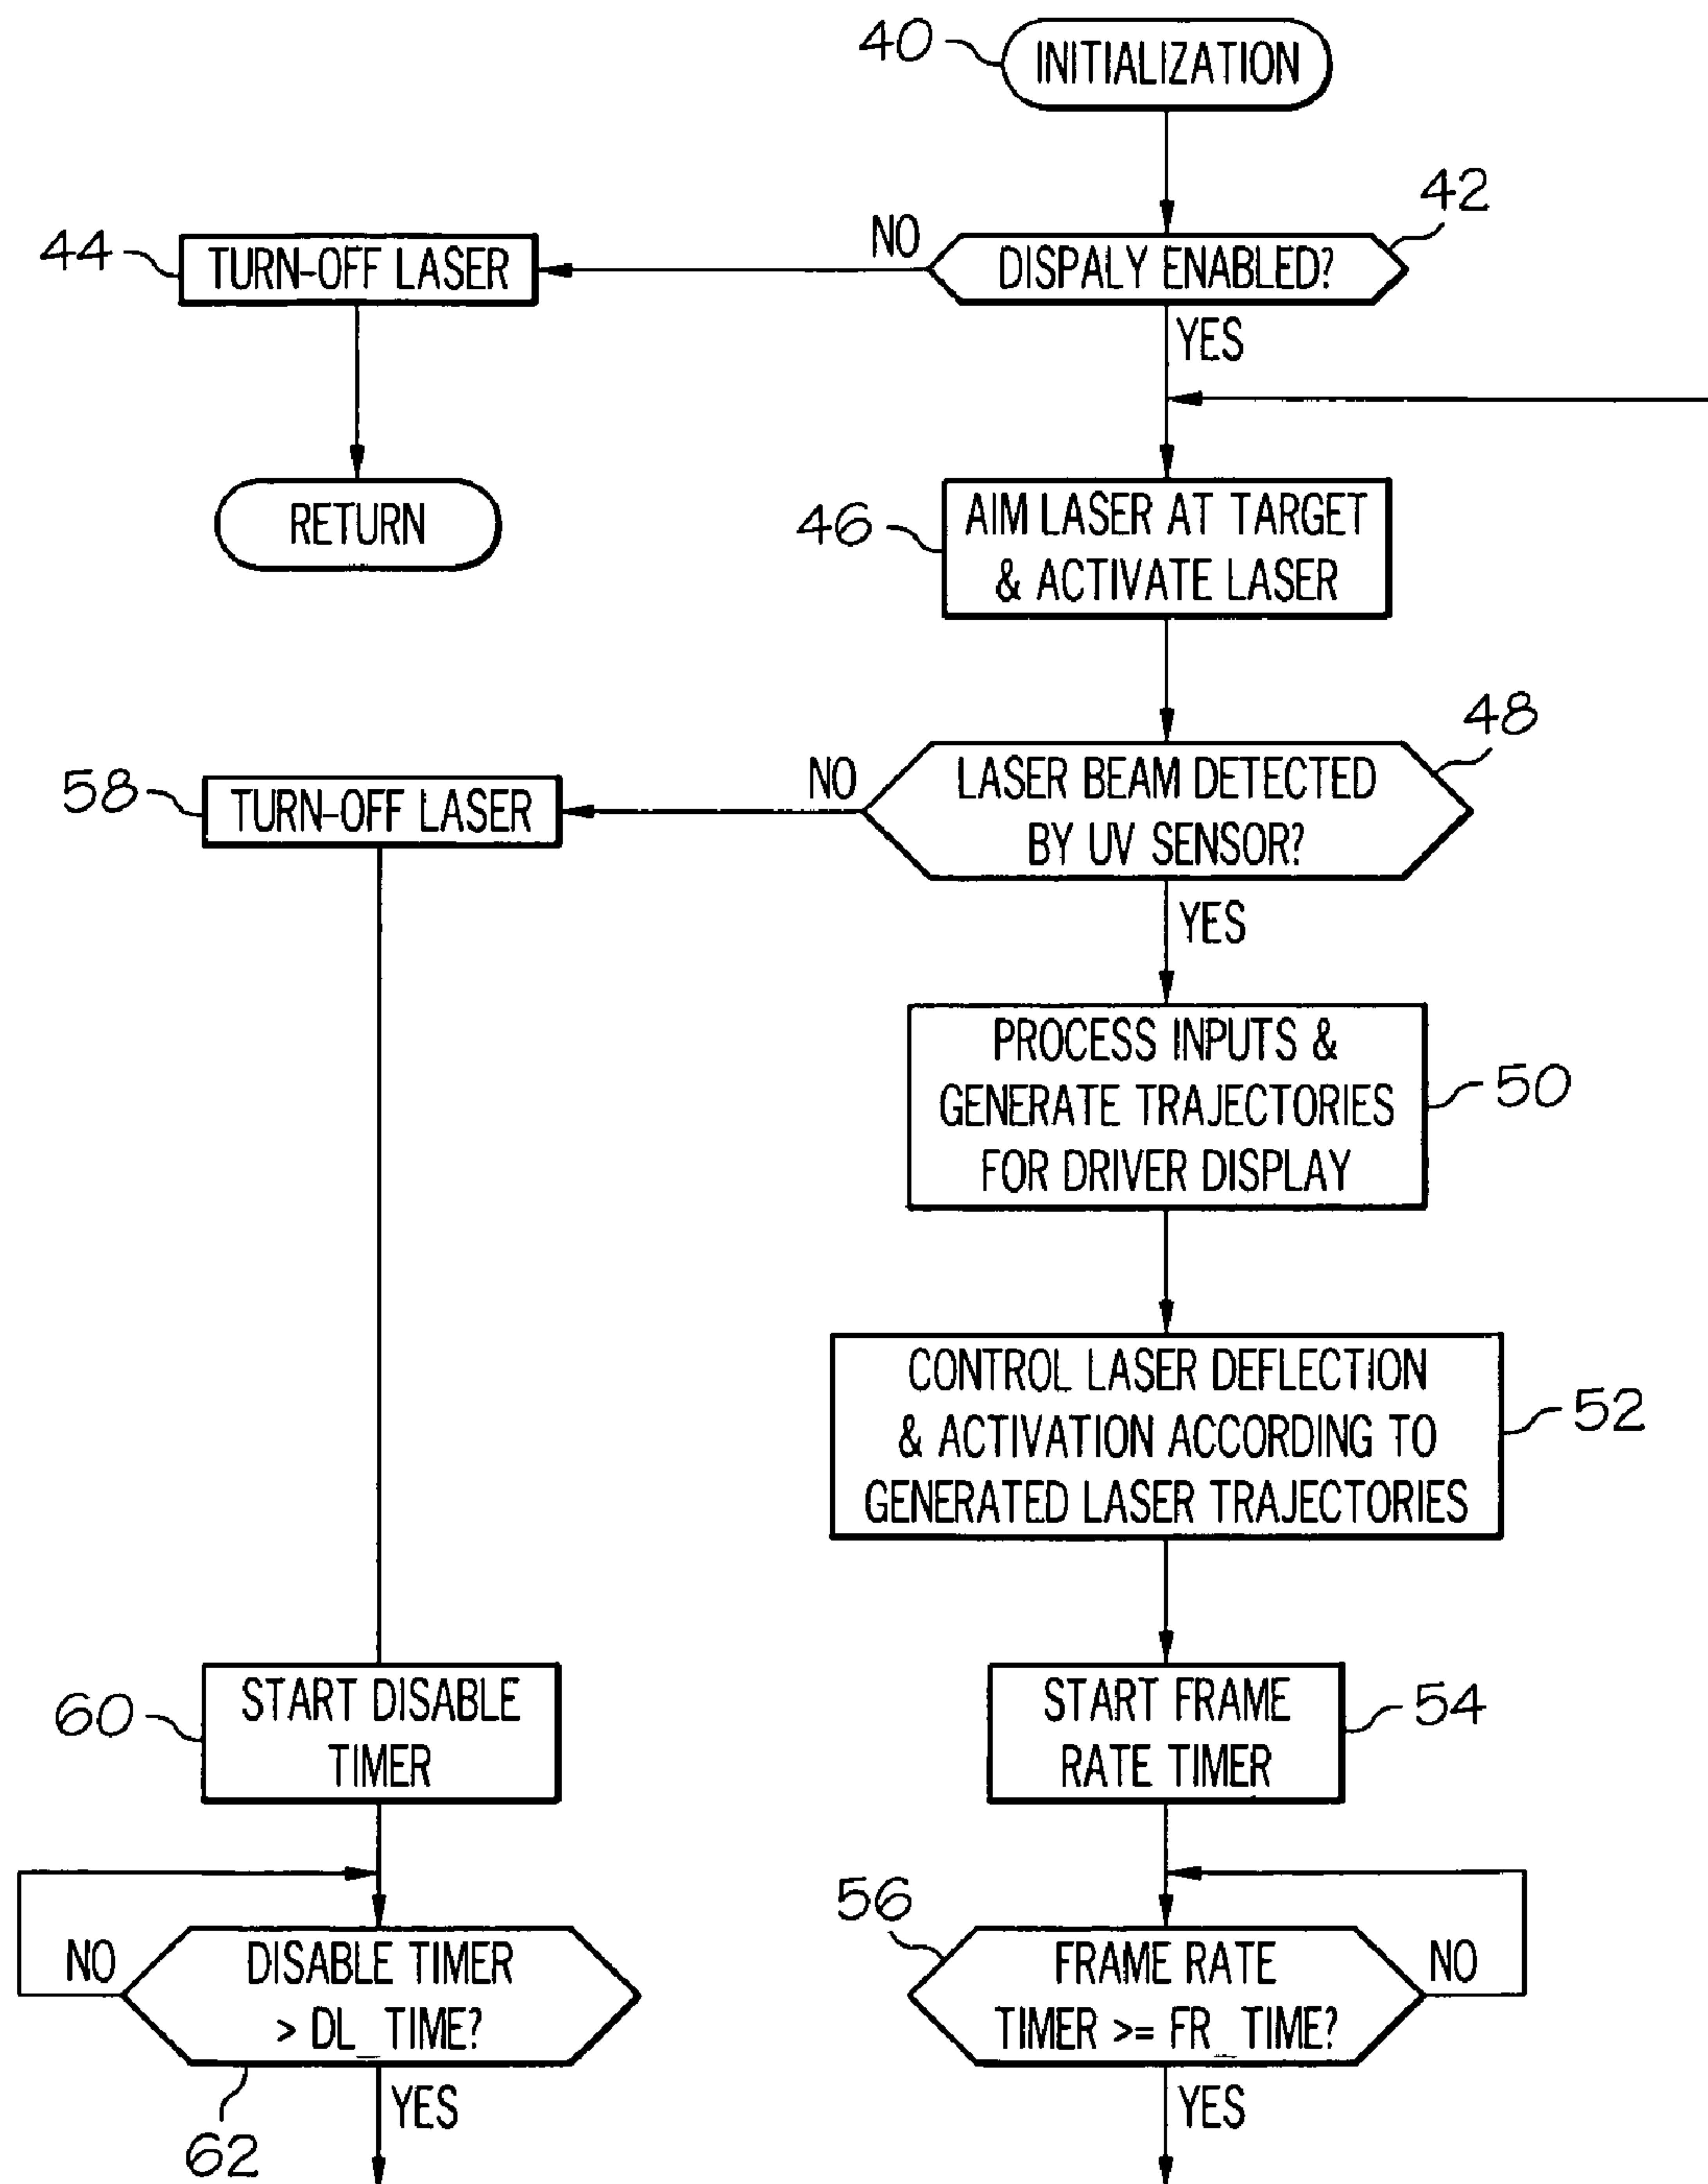 40
INITIALIZATION
42
NO
DISPALY ENABLED?
44
TURN-OFF LASER
YES
RETURN
46
AIM LASER AT TARGET
& ACTIVATE LASER
48
LASER BEAM DETECTED
BY UV SENSOR?
NO
58
TURN-OFF LASER
YES
PROCESS INPUTS &
GENERATE TRAJECTORIES
FOR DRIVER DISPLAY
50
CONTROL LASER DEFLECTION
& ACTIVATION ACCORDING TO
GENERATED LASER TRAJECTORIES
52
60
START DISABLE
TIMER
START FRAME
RATE TIMER
54
NO
DISABLE TIMER
> DL_TIME?
62
YES
56
FRAME RATE
TIMER >= FR_TIME?
NO
YES